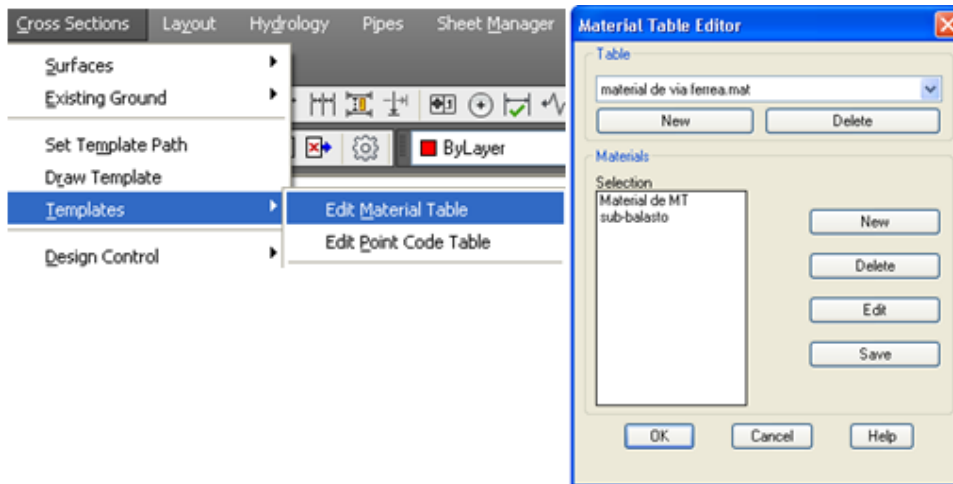 Cross Sections Layout Hydrology Pipes Sheet Manager
Surfaces
Existing Ground
Set Template Path
Draw Template
Templates
Design Control
ByLayer
Edit Material Table
Edit Point Code Table
Material Table Editor
Table
material de via ferrea.mat
New Delete
Materials
Selection
Material de MT
sub-balasto
New
Delete
Edit
Save
OK Cancel Help